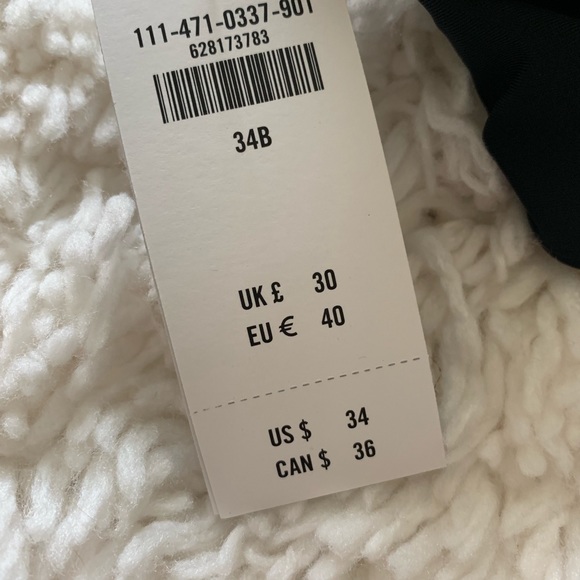 111-471-0337-901
628173783
34B
UK £ 30
EU € 40
US $ 34
CAN $ 36